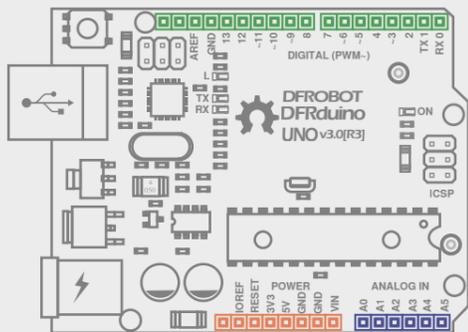 AREF
GND
13
12
~11
~10
~9
8
7
~6
~5
4
~3
2
TX 1
RX 0
DIGITAL (PWM~)
L
TX
RX
DFROBOT
DFRduino
UNO v3.0[R3]
ON
ICSP
POWER
ANALOG IN
IOREF
RESET
3V3
5V
GND
GND
VIN
A0
A1
A2
A3
A4
A5